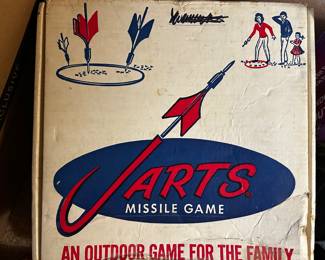 JARTS
MISSILE GAME
AN OUTDOOR GAME FOR THE FAMILY